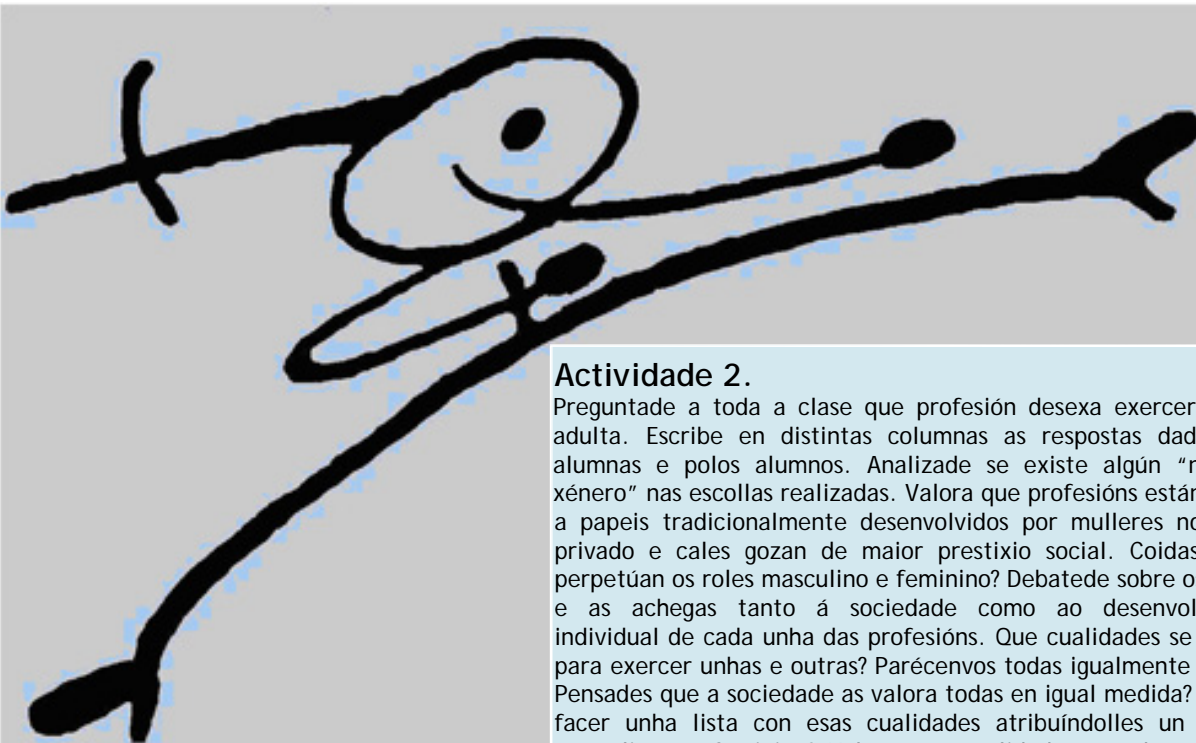 Actividade 2.
Preguntade a toda a clase que profesión desexa exercer
adulta. Escribe en distintas columnas as respostas
alumnas e polos alumnos. Analizade se existe algún
xénero” nas escollas realizadas. Valora que profesións
a papeis tradicionalmente desenvolvidos por mulleres
privado e cales gozan de maior prestixio social.
perpetúan os roles masculino e feminino? Debatede sobre
e as achegas tanto á sociedade como ao
individual de cada unha das profesións. Que cualidades se
para exercer unhas e outras? Parécenvos todas igualmente
Pensades que a sociedade as valora todas en igual medida?
facer unha lista con esas cualidades atribuíndolles un